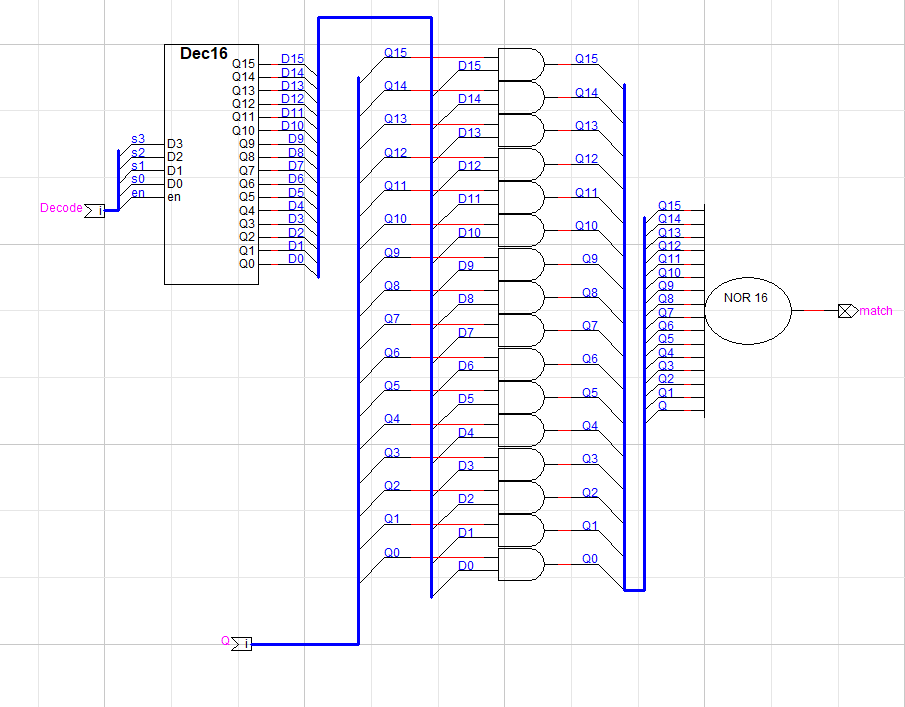 Dec16
Q15 D15
Q14 D14
Q13 D13
Q12 D12
Q11 D11
Q10 D10
s3 D3 Q9 D9
s2 D2 Q8 D8
s1 D1 Q7 D7
s0 D0 Q6 D6
en en Q5 D5
Decode i Q4 D4
Q3 D3
Q2 D2
Q1 D1
Q0 D0
Q15 D15 Q15
Q14 D14 Q14
Q13 D13 Q13
Q12 D12 Q12
Q11 D11 Q11
Q10 D10 Q10
Q9 D9 Q9
Q8 D8 Q8
Q7 D7 Q7
Q6 D6 Q6
Q5 D5 Q5
Q4 D4 Q4
Q3 D3 Q3
Q2 D2 Q2
Q1 D1 Q1
Q0 D0 Q0
Q i
Q15
Q14
Q13
Q12
Q11
Q10
Q9
Q8
Q7
Q6
Q5
Q4
Q3
Q2
Q1
Q
NOR 16
match